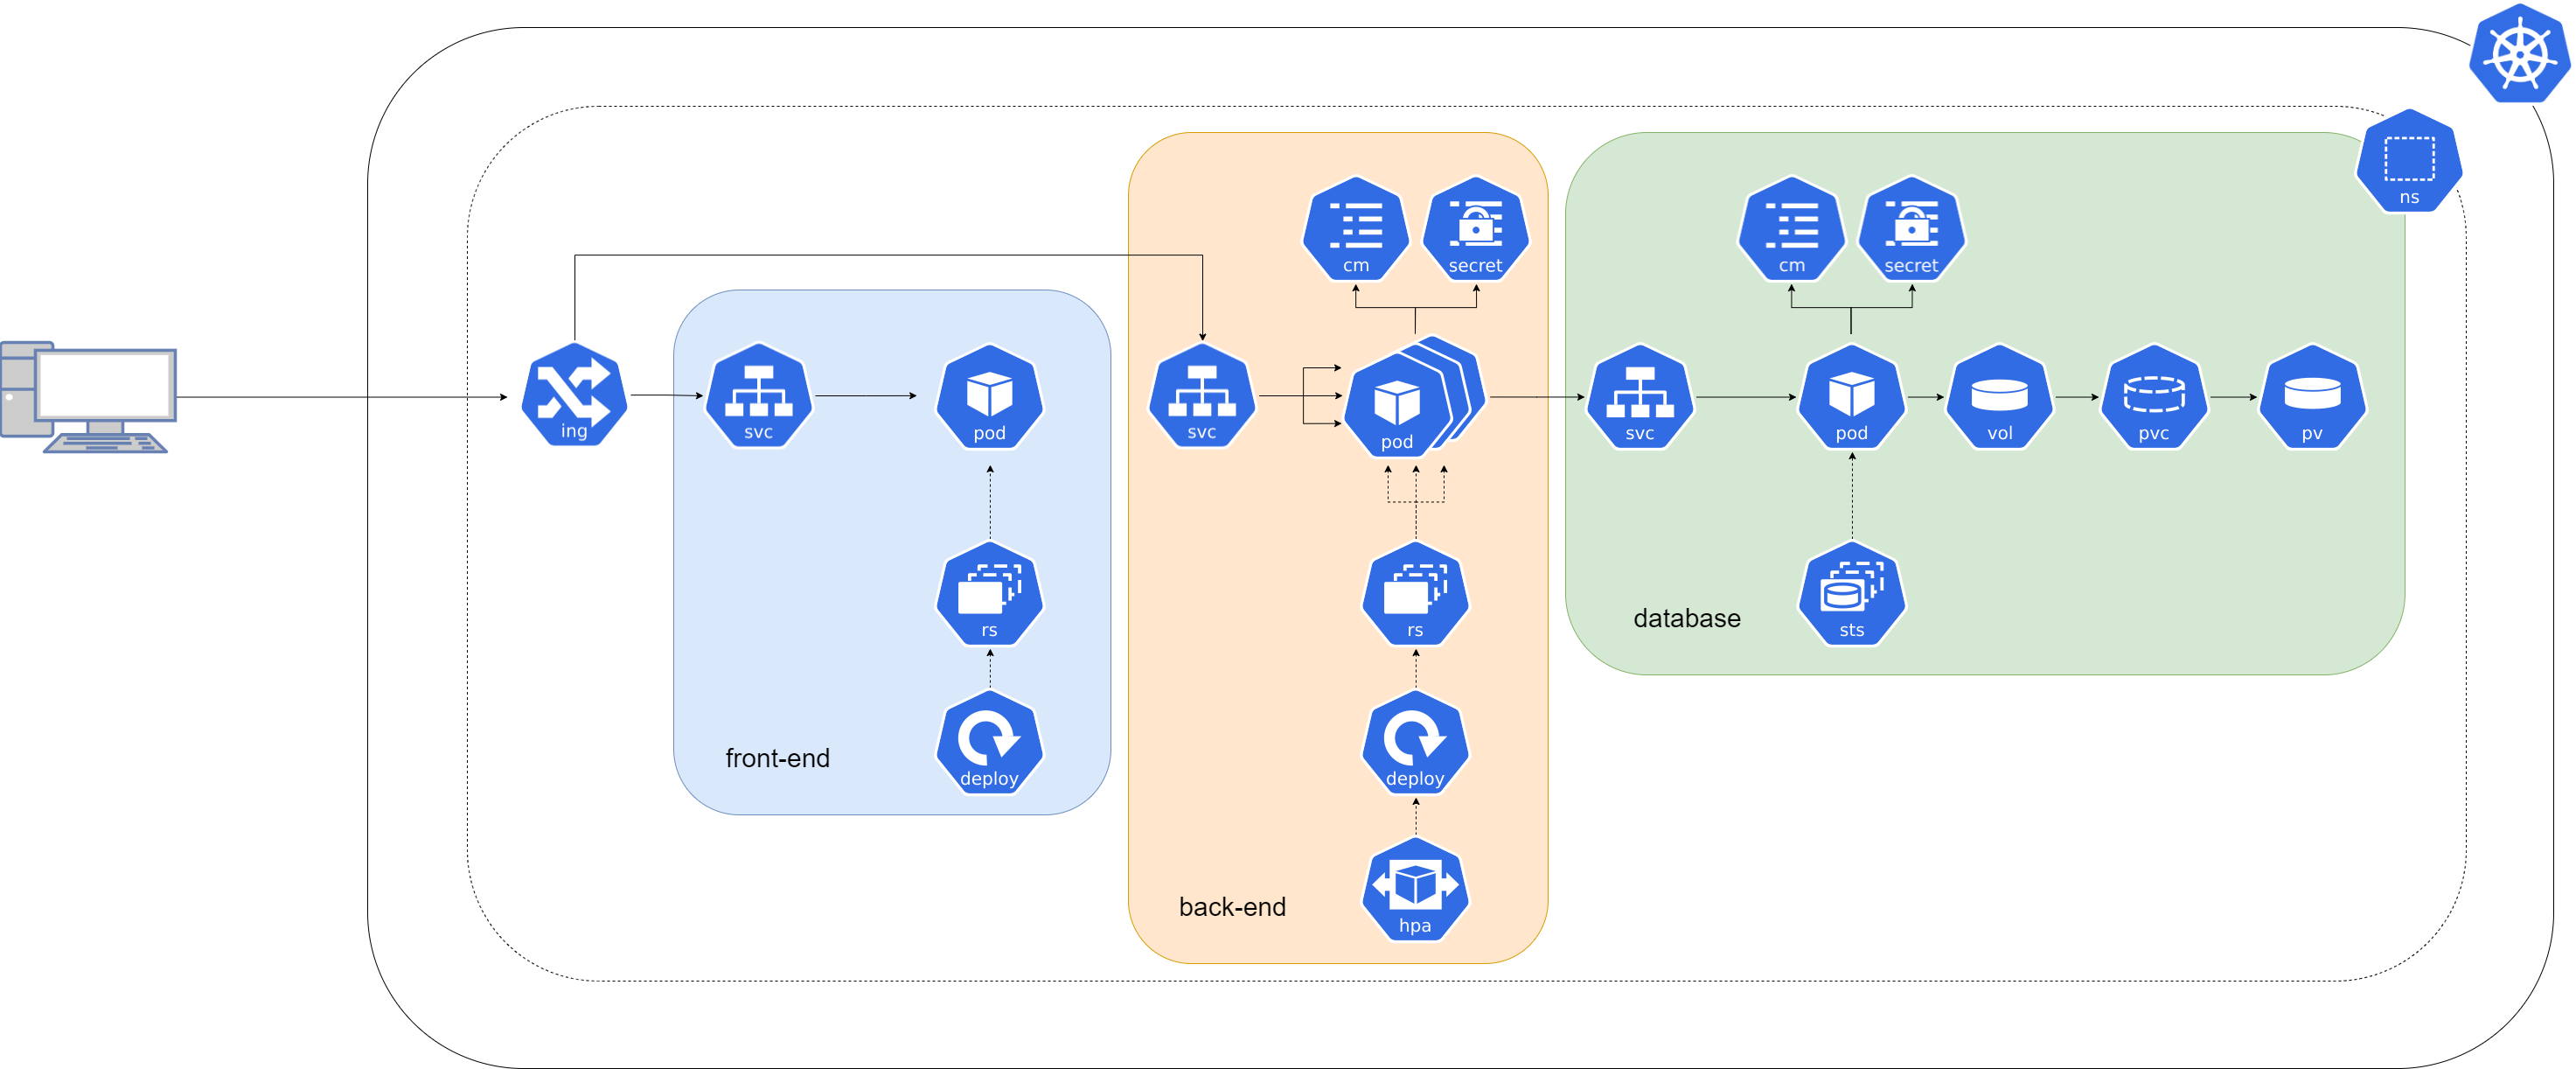 ns
cm
secret
cm
secret
ing
svc
pod
svc
pod
svc
pod
vol
pvc
pv
rs
rs
sts
database
front-end
deploy
deploy
back-end
hpa